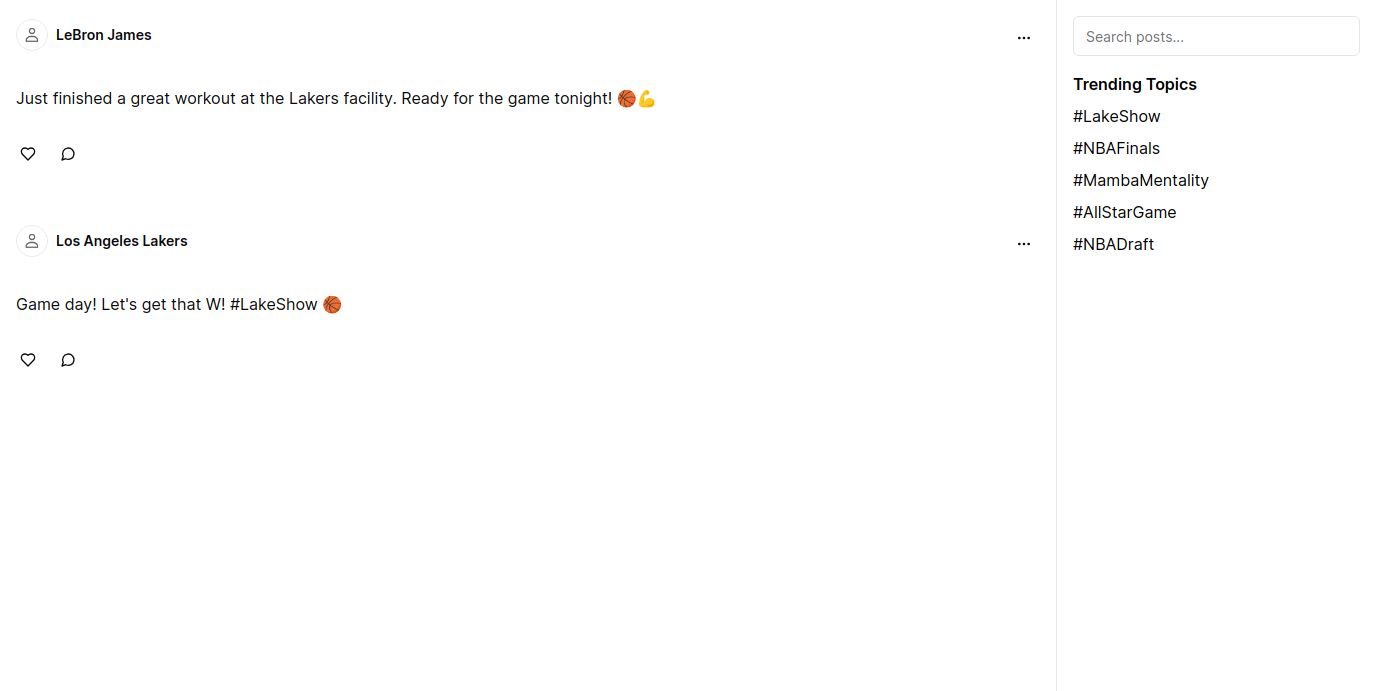 LeBron James
Just finished a great workout at the Lakers facility. Ready for the game tonight! 🏀💪
Los Angeles Lakers
Game day! Let's get that W! #LakeShow 🏀
Search posts...
Trending Topics
#LakeShow
#NBAFinals
#MambaMentality
#AllStarGame
#NBADraft